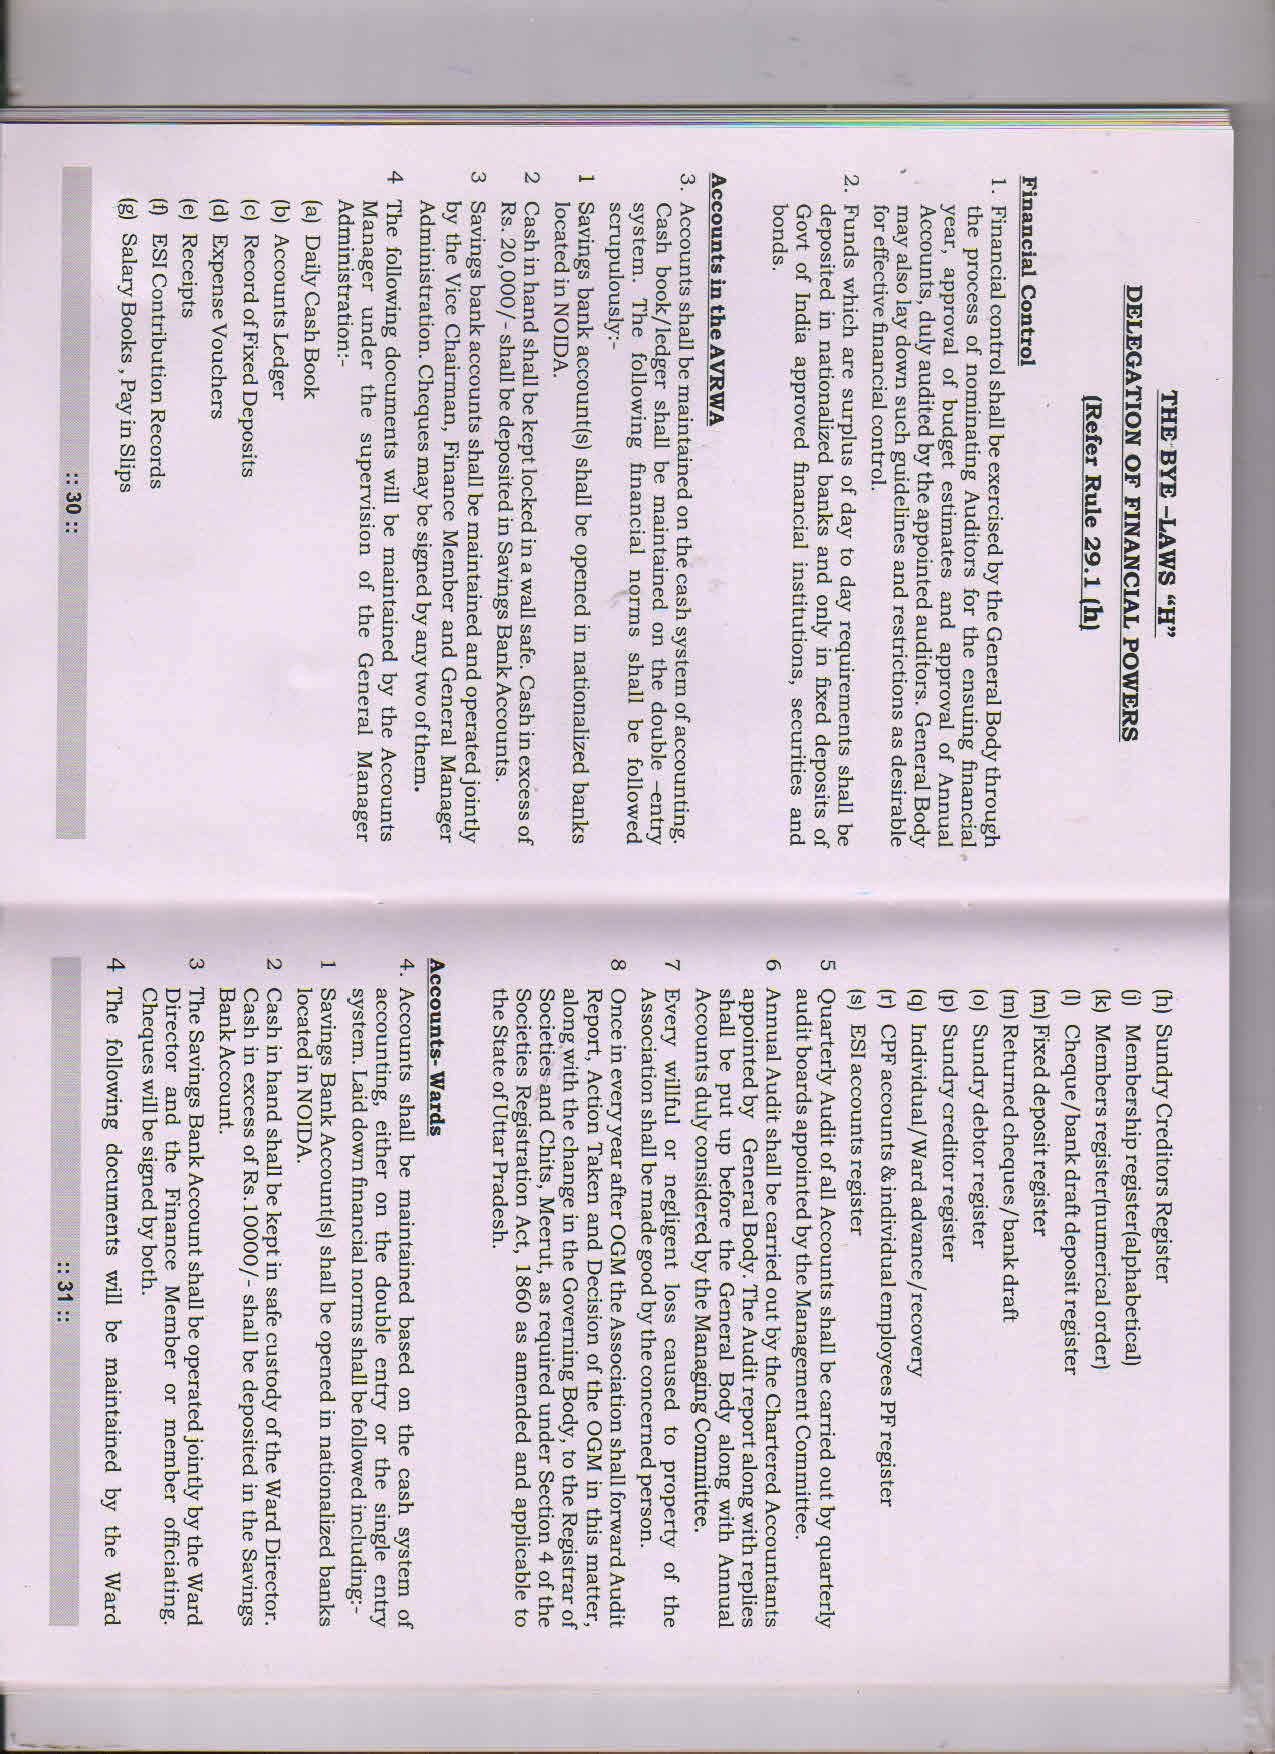 THE BYE -LAWS "H"
DELEGATION OF FINANCIAL POWERS
(Refer Rule 29.1 (h)
Financial Control
1. Financial control shall be exercised by the General Body through
the process of nominating Auditors for the ensuing financial
year, approval of budget estimates and approval of Annual
Accounts, duly audited by the appointed auditors. General Body
may also lay down such guidelines and restrictions as desirable
for effective financial control.
2. Funds which are surplus of day to day requirements shall be
deposited in nationalized banks and only in fixed deposits of
Govt of India approved financial institutions, securities and
bonds.
Accounts in the AVRWA
3. Accounts shall be maintained on the cash system of accounting.
Cash book/ledger shall be maintained on the double –entry
system. The following financial norms shall be followed
scrupulously:-
1 Savings bank account(s) shall be opened in nationalized banks
located in NOIDA.
2 Cash in hand shall be kept locked in a wall safe. Cash in excess of
Rs. 20,000/- shall be deposited in Savings Bank Accounts.
3 Savings bank accounts shall be maintained and operated jointly
by the Vice Chairman, Finance Member and General Manager
Administration. Cheques may be signed by any two of them.
4 The following documents will be maintained by the Accounts
Manager under the supervision of the General Manager
Administration:-
(a) Daily Cash Book
(b) Accounts Ledger
(c) Record of Fixed Deposits
(d) Expense Vouchers
(e) Receipts
(f) ESI Contribution Records
(g) Salary Books , Pay in Slips
:: 30 ::
(h) Sundry Creditors Register
(j) Membership register(alphabetical)
(k) Members register(numerical order)
(l) Cheque/bank draft deposit register
(m) Fixed deposit register
(m) Returned cheques/bank draft
(o) Sundry debtor register
(p) Sundry creditor register
(q) Individual/Ward advance/recovery
(r) CPF accounts & individual employees PF register
(s) ESI accounts register
5 Quarterly Audit of all Accounts shall be carried out by quarterly
audit boards appointed by the Management Committee.
6 Annual Audit shall be carried out by the Chartered Accountants
appointed by General Body. The Audit report along with replies
shall be put up before the General Body along with Annual
Accounts duly considered by the Managing Committee.
7 Every willful or negligent loss caused to property of the
Association shall be made good by the concerned person.
8 Once in every year after OGM the Association shall forward Audit
Report, Action Taken and Decision of the OGM in this matter,
along with the change in the Governing Body, to the Registrar of
Societies and Chits, Meerut, as required under Section 4 of the
Societies Registration Act, 1860 as amended and applicable to
the State of Uttar Pradesh.
Accounts- Wards
4. Accounts shall be maintained based on the cash system of
accounting, either on the double entry or the single entry
system. Laid down financial norms shall be followed including:-
1 Savings Bank Account(s) shall be opened in nationalized banks
located in NOIDA.
2 Cash in hand shall be kept in safe custody of the Ward Director.
Cash in excess of Rs.10000/- shall be deposited in the Savings
Bank Account.
3 The Savings Bank Account shall be operated jointly by the Ward
Director and the Finance Member or member officiating.
Cheques will be signed by both.
4 The following documents will be maintained by the Ward
:: 31 ::